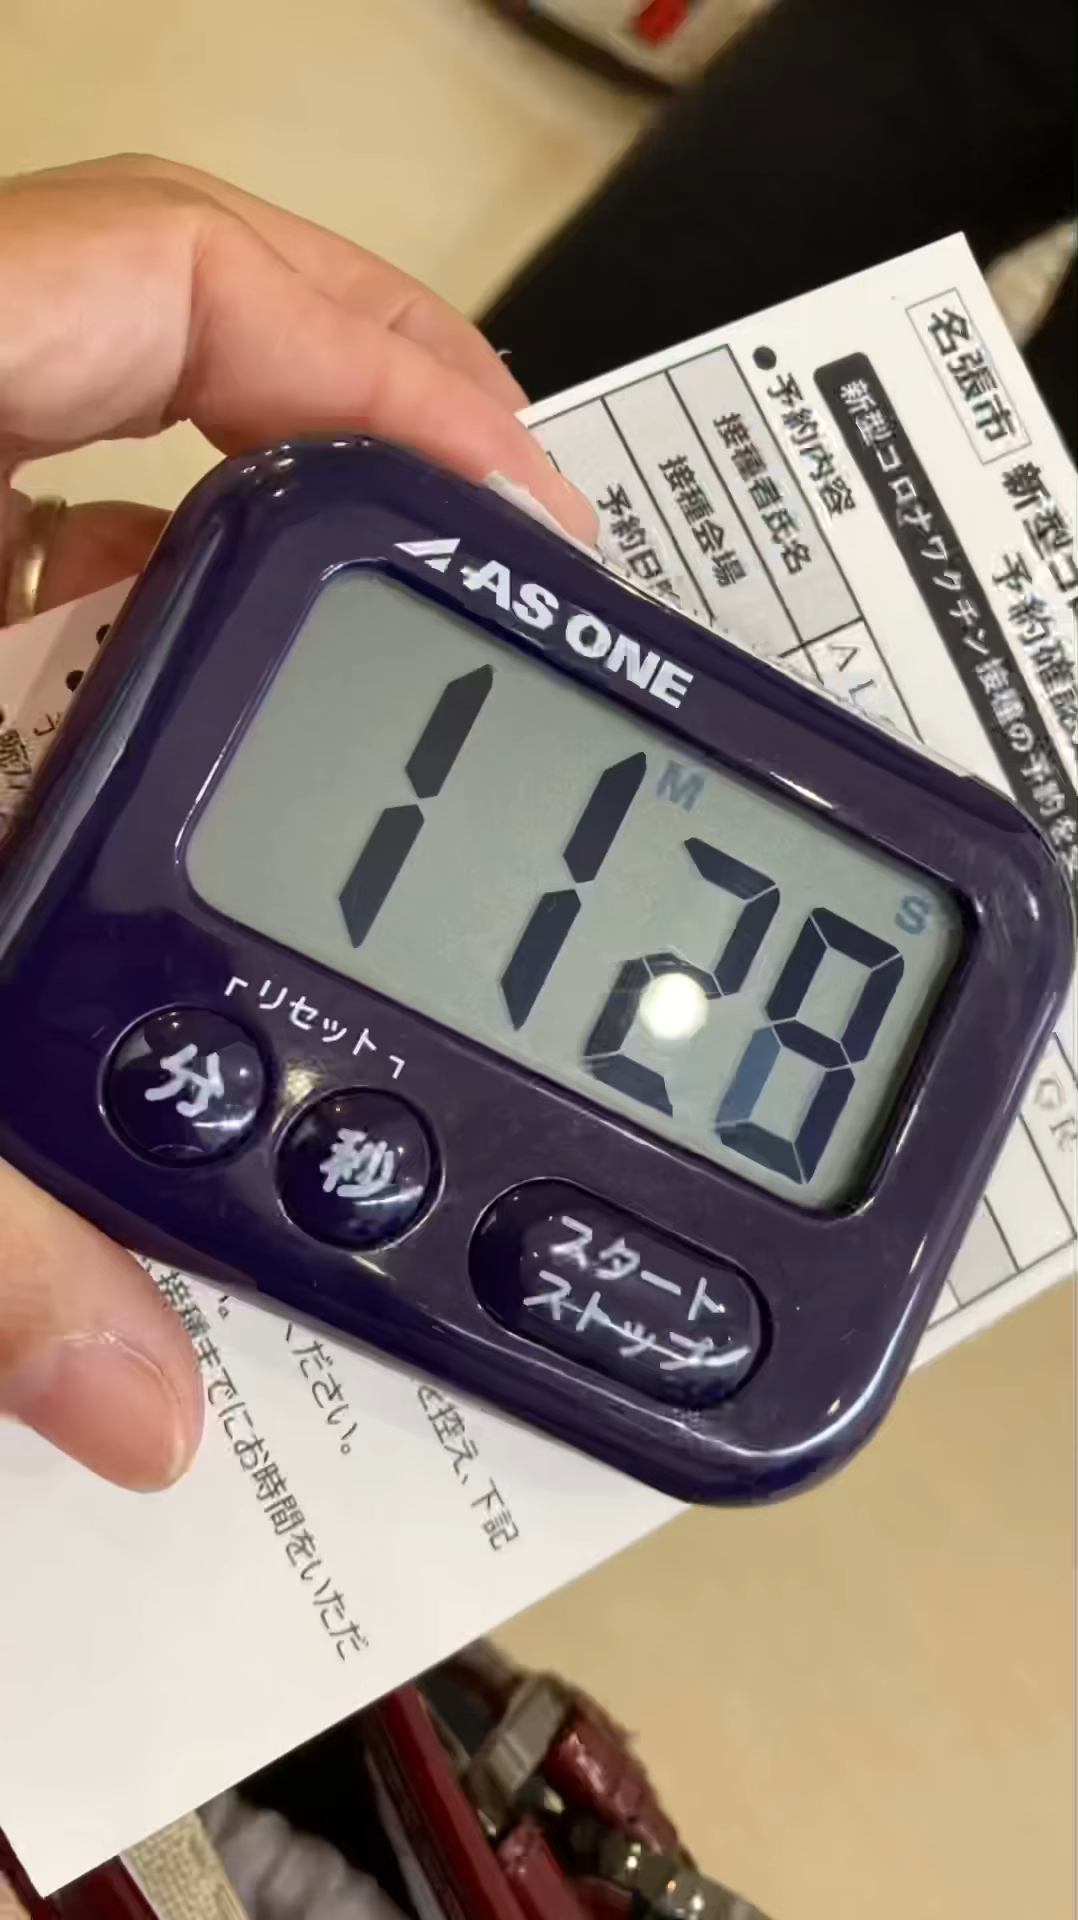 AS ONE
M S
11 28
「リセット」
分
秒
スタート
ストップ
名張市
新型コ
予約確認
新型コロナワクチン接種の予約を
●予約内容
接種者氏名
接種会場
予約日
を控え、下記
ください。
接種までにお時間をいただ